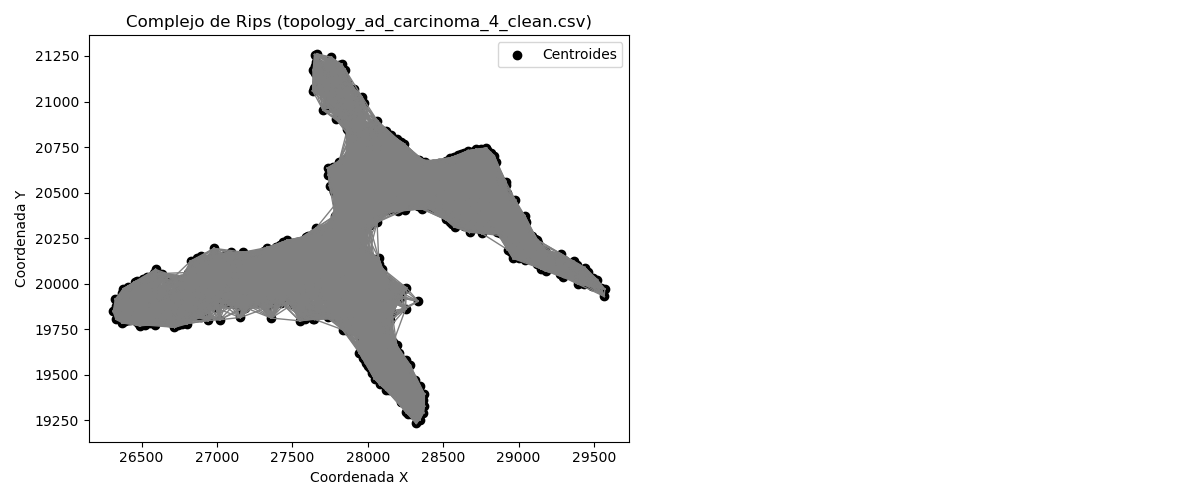 Complejo de Rips (topology_ad_carcinoma_4_clean.csv)
Centroides
21250
21000
20750
20500
20250
20000
19750
19500
19250
Coordenada Y
26500 27000 27500 28000 28500 29000 29500
Coordenada X